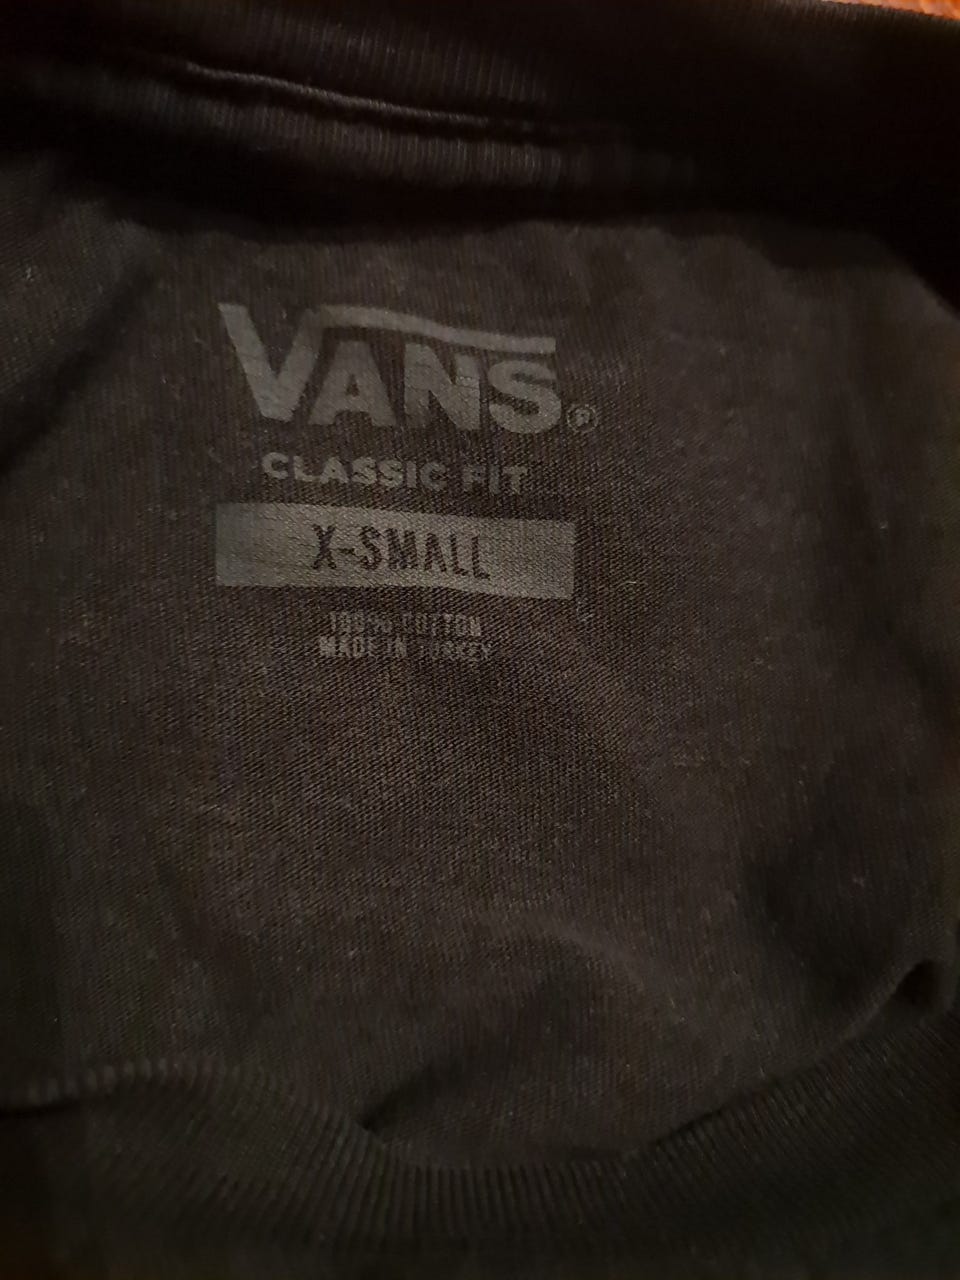 VANS®
CLASSIC FIT
X-SMALL
100% COTTON
MADE IN TURKEY